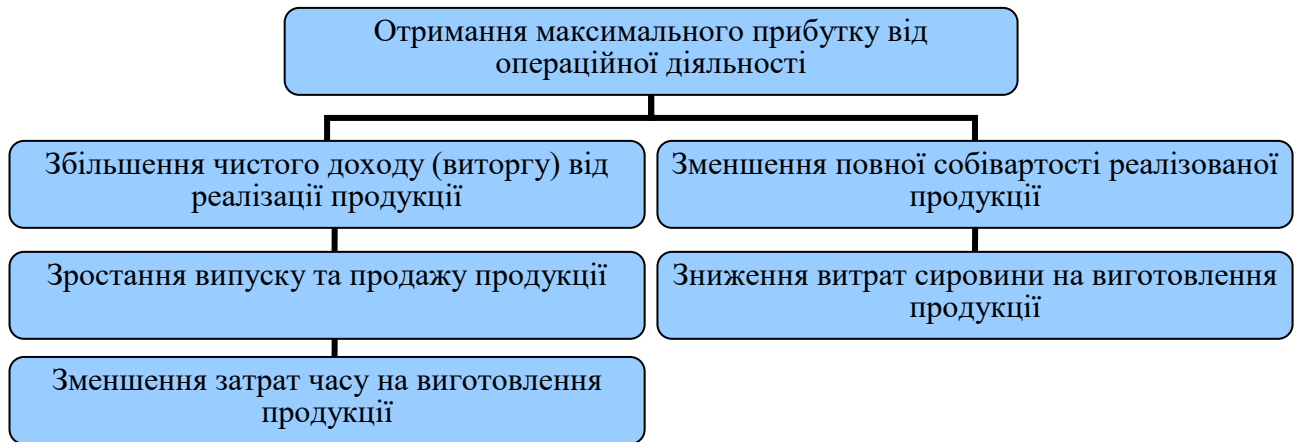 Отримання максимального прибутку від
операційної діяльності
Збільшення чистого доходу (виторгу) від
реалізації продукції
Зменшення повної собівартості реалізованої
продукції
Зростання випуску та продажу продукції
Зниження витрат сировини на виготовлення
продукції
Зменшення затрат часу на виготовлення
продукції